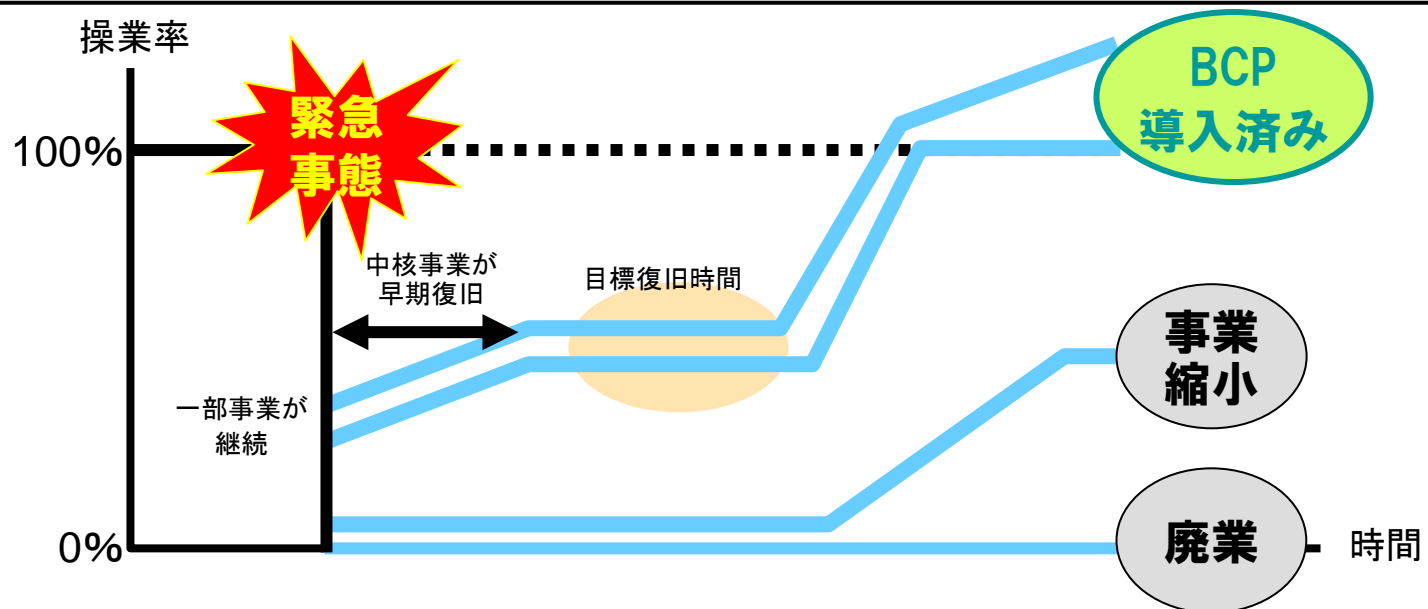 操業率
緊急
事態
BCP
導入済み
100%
中核事業が
早期復旧
目標復旧時間
事業
縮小
一部事業が
継続
廃業
0%
時間